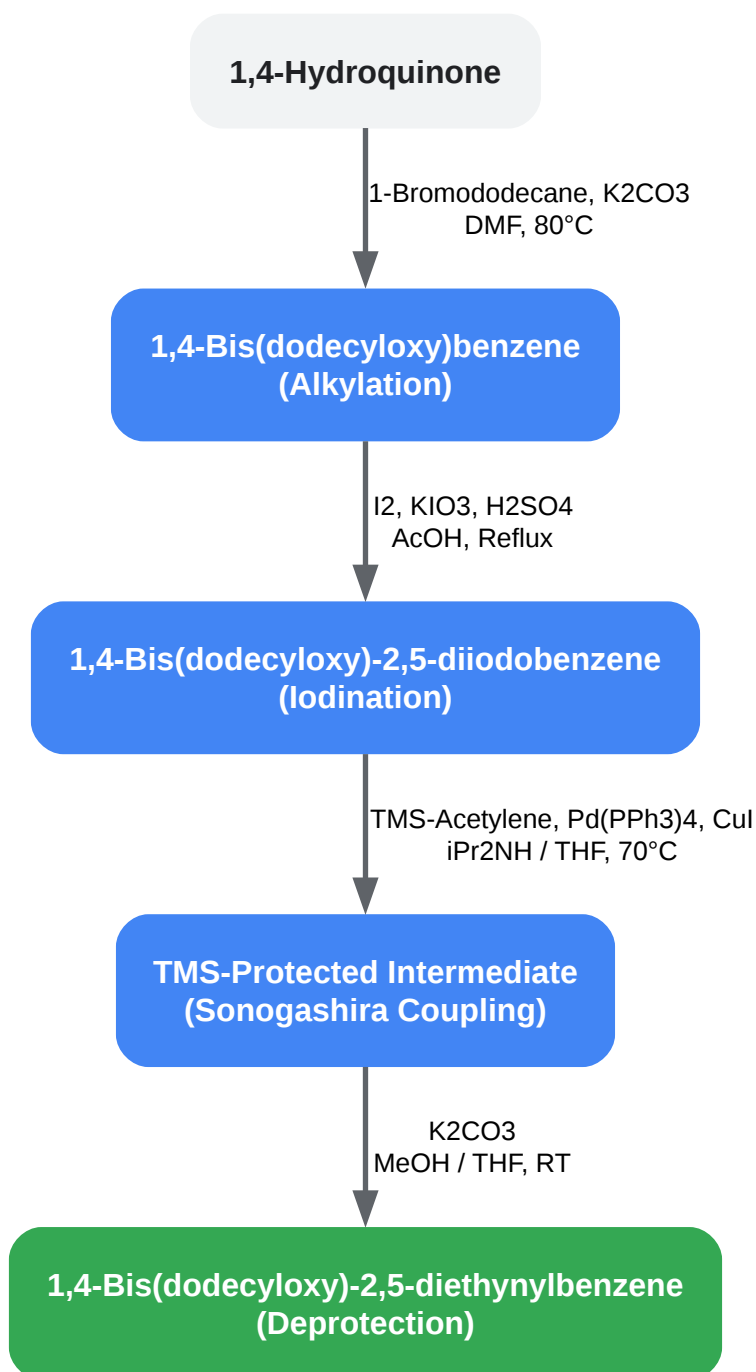 1,4-Hydroquinone
1-Bromododecane, K2CO3
DMF, 80°C
1,4-Bis(dodecyloxy)benzene
(Alkylation)
I2, KIO3, H2SO4
AcOH, Reflux
1,4-Bis(dodecyloxy)-2,5-diiodobenzene
(Iodination)
TMS-Acetylene, Pd(PPh3)4, CuI
iPr2NH / THF, 70°C
TMS-Protected Intermediate
(Sonogashira Coupling)
K2CO3
MeOH / THF, RT
1,4-Bis(dodecyloxy)-2,5-diethynylbenzene
(Deprotection)